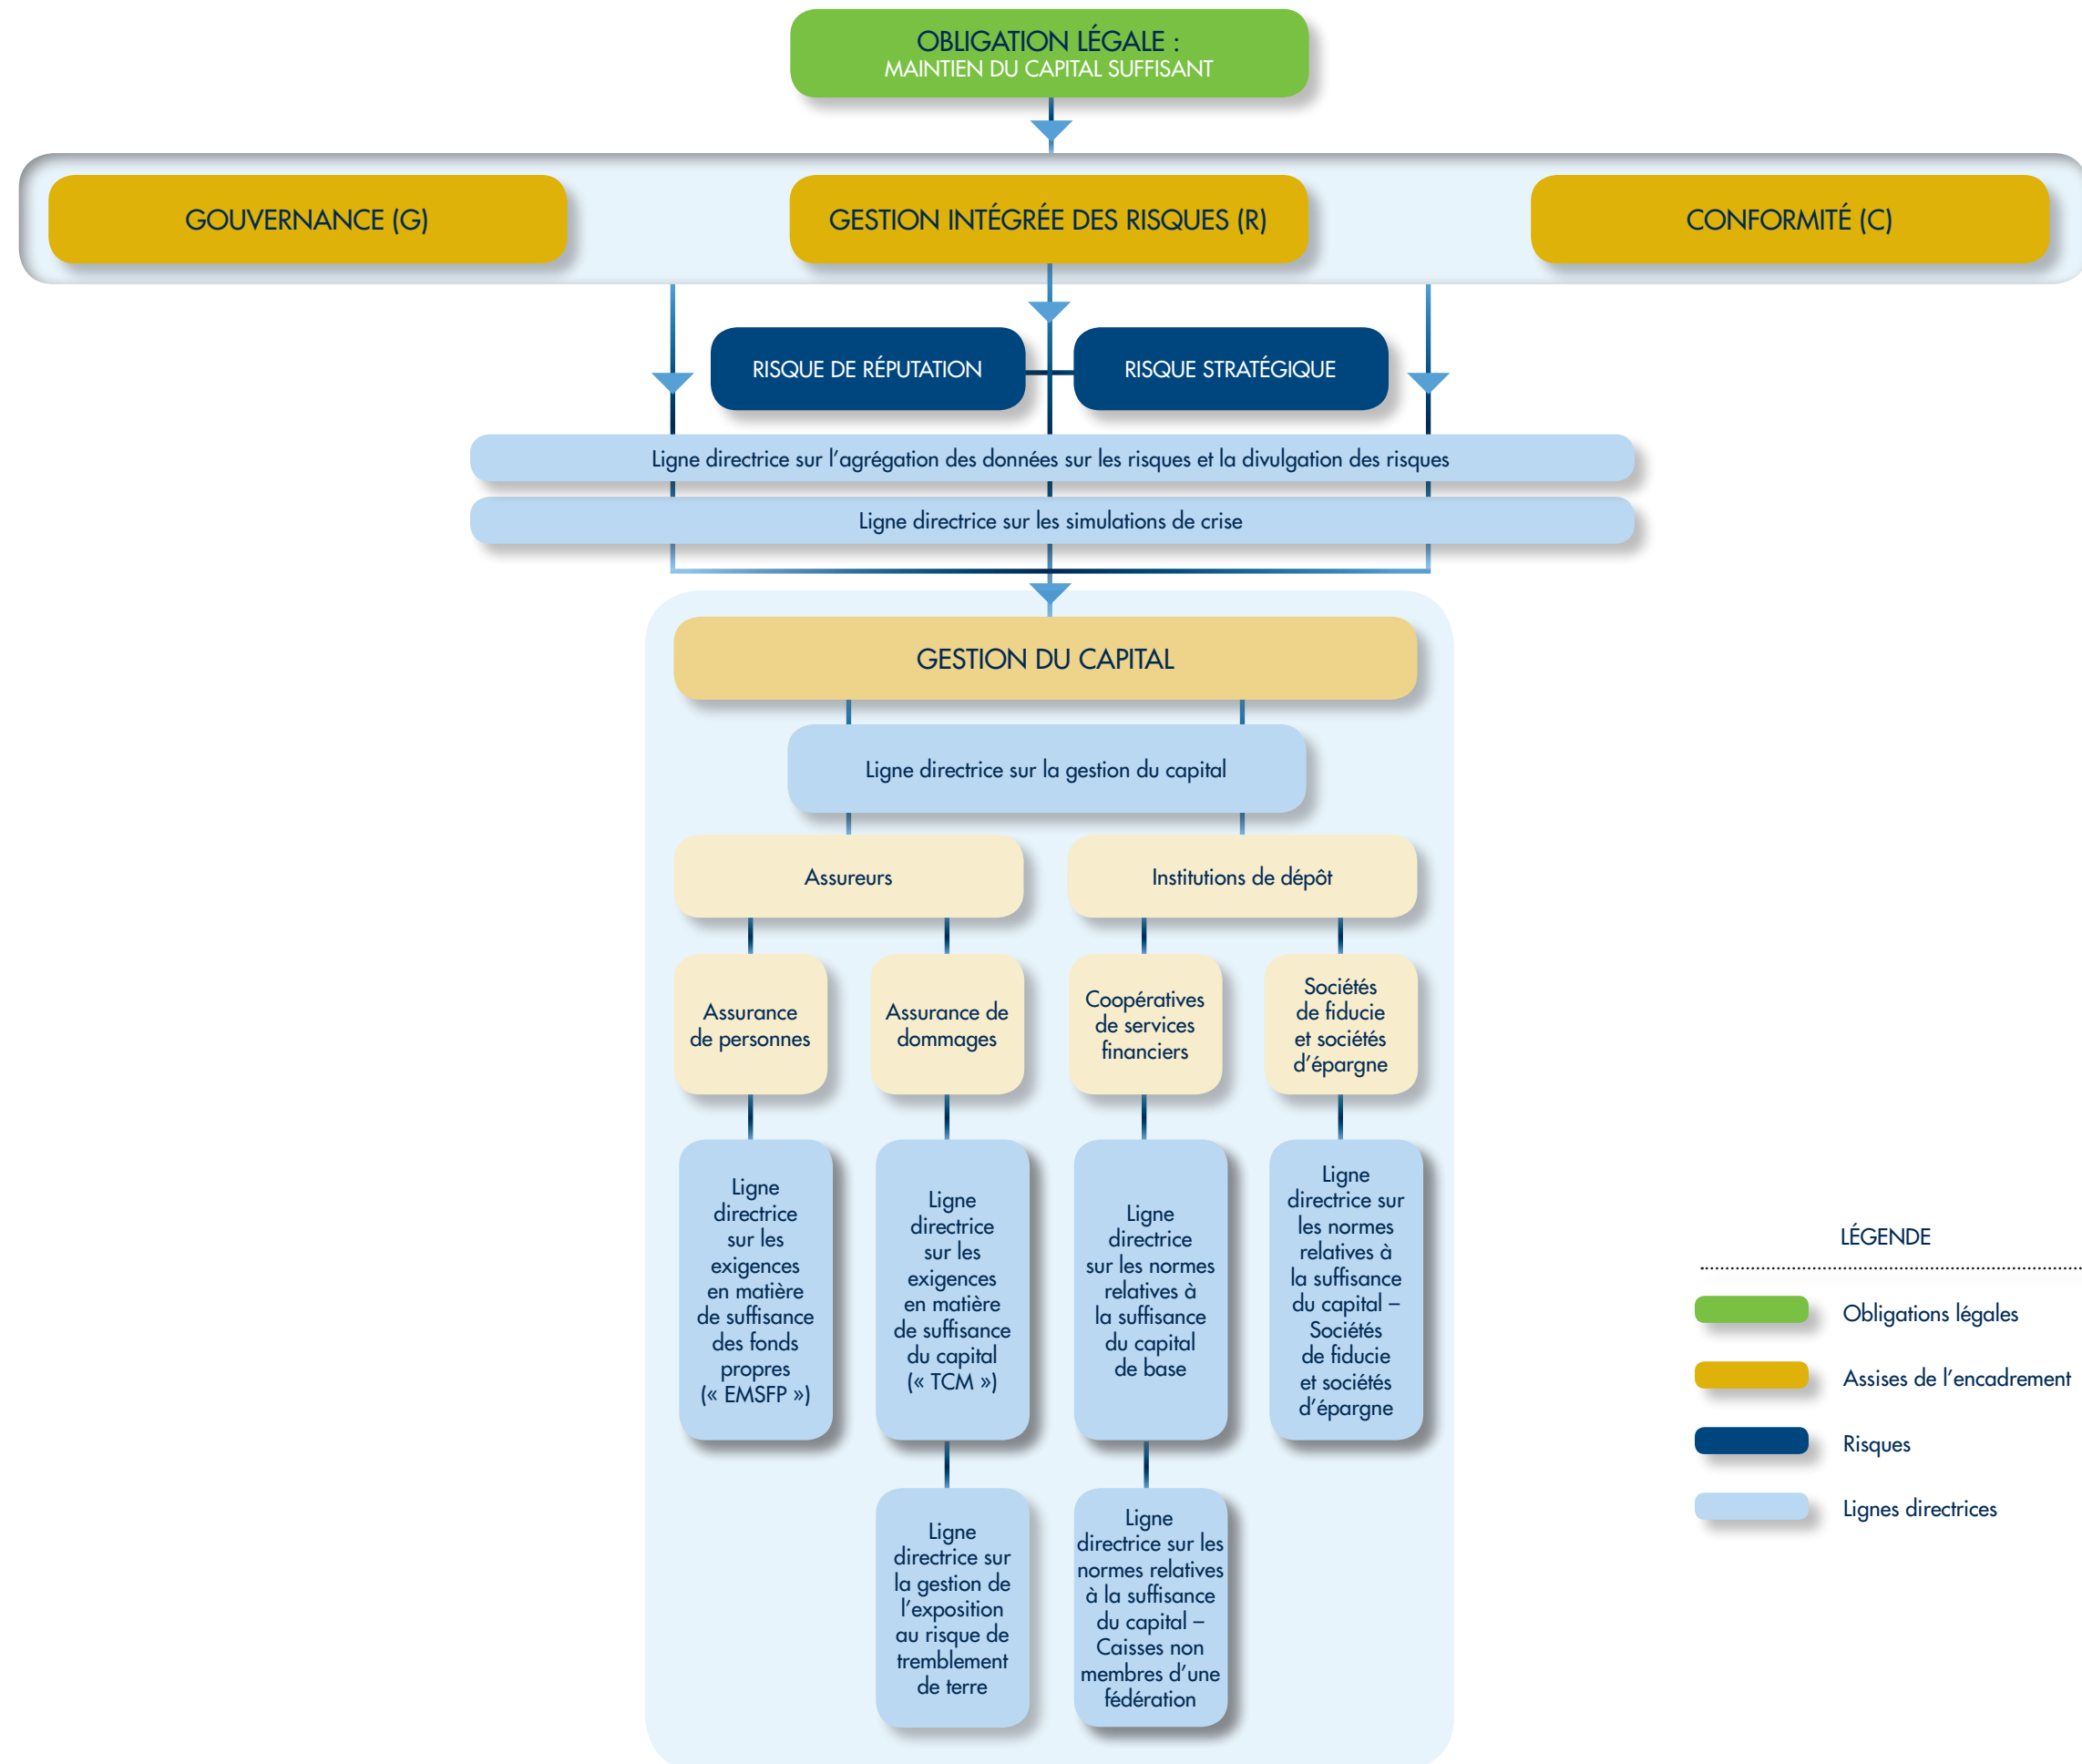 OBLIGATION LÉGALE :
MAINTIEN DU CAPITAL SUFFISANT
GOUVERNANCE (G)
GESTION INTÉGRÉE DES RISQUES (R)
CONFORMITÉ (C)
RISQUE DE RÉPUTATION
RISQUE STRATÉGIQUE
Ligne directrice sur l’agrégation des données sur les risques et la divulgation des risques
Ligne directrice sur les simulations de crise
GESTION DU CAPITAL
Ligne directrice sur la gestion du capital
Assureurs
Institutions de dépôt
Assurance
de personnes
Assurance de
dommages
Coopératives
de services
financiers
Sociétés
de fiducie
et sociétés
d’épargne
Ligne
directrice
sur les
exigences
en matière
de suffisance
des fonds
propres
(« EMSFP »)
Ligne
directrice
sur les
exigences
en matière
de suffisance
du capital
(« TCM »)
Ligne
directrice
sur les normes
relatives à
la suffisance
du capital
de base
Ligne
directrice sur
les normes
relatives à
la suffisance
du capital –
Sociétés
de fiducie
et sociétés
d’épargne
Ligne
directrice sur
la gestion de
l’exposition
au risque de
tremblement
de terre
Ligne
directrice sur les
normes relatives
à la suffisance
du capital –
Caisses non
membres d’une
fédération
LÉGENDE
Obligations légales
Assises de l’encadrement
Risques
Lignes directrices